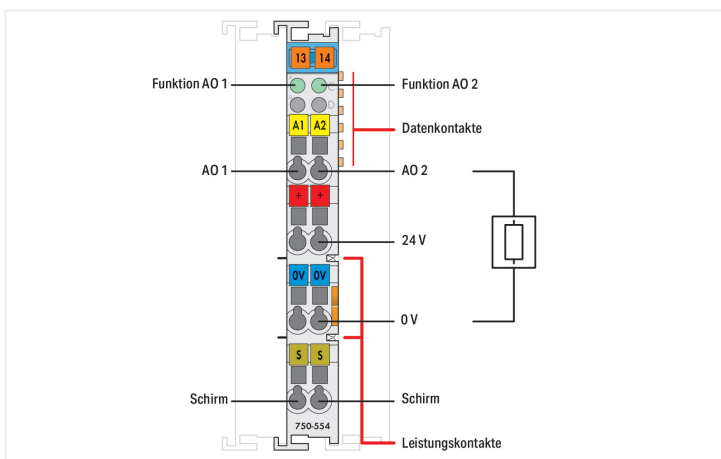 13 14
Funktion AO 1
Funktion AO 2
C
D
Datenkontakte
A1 A2
AO 1
AO 2
+ +
24 V
0V 0V
0 V
S S
Schirm
Schirm
750-554
Leistungskontakte